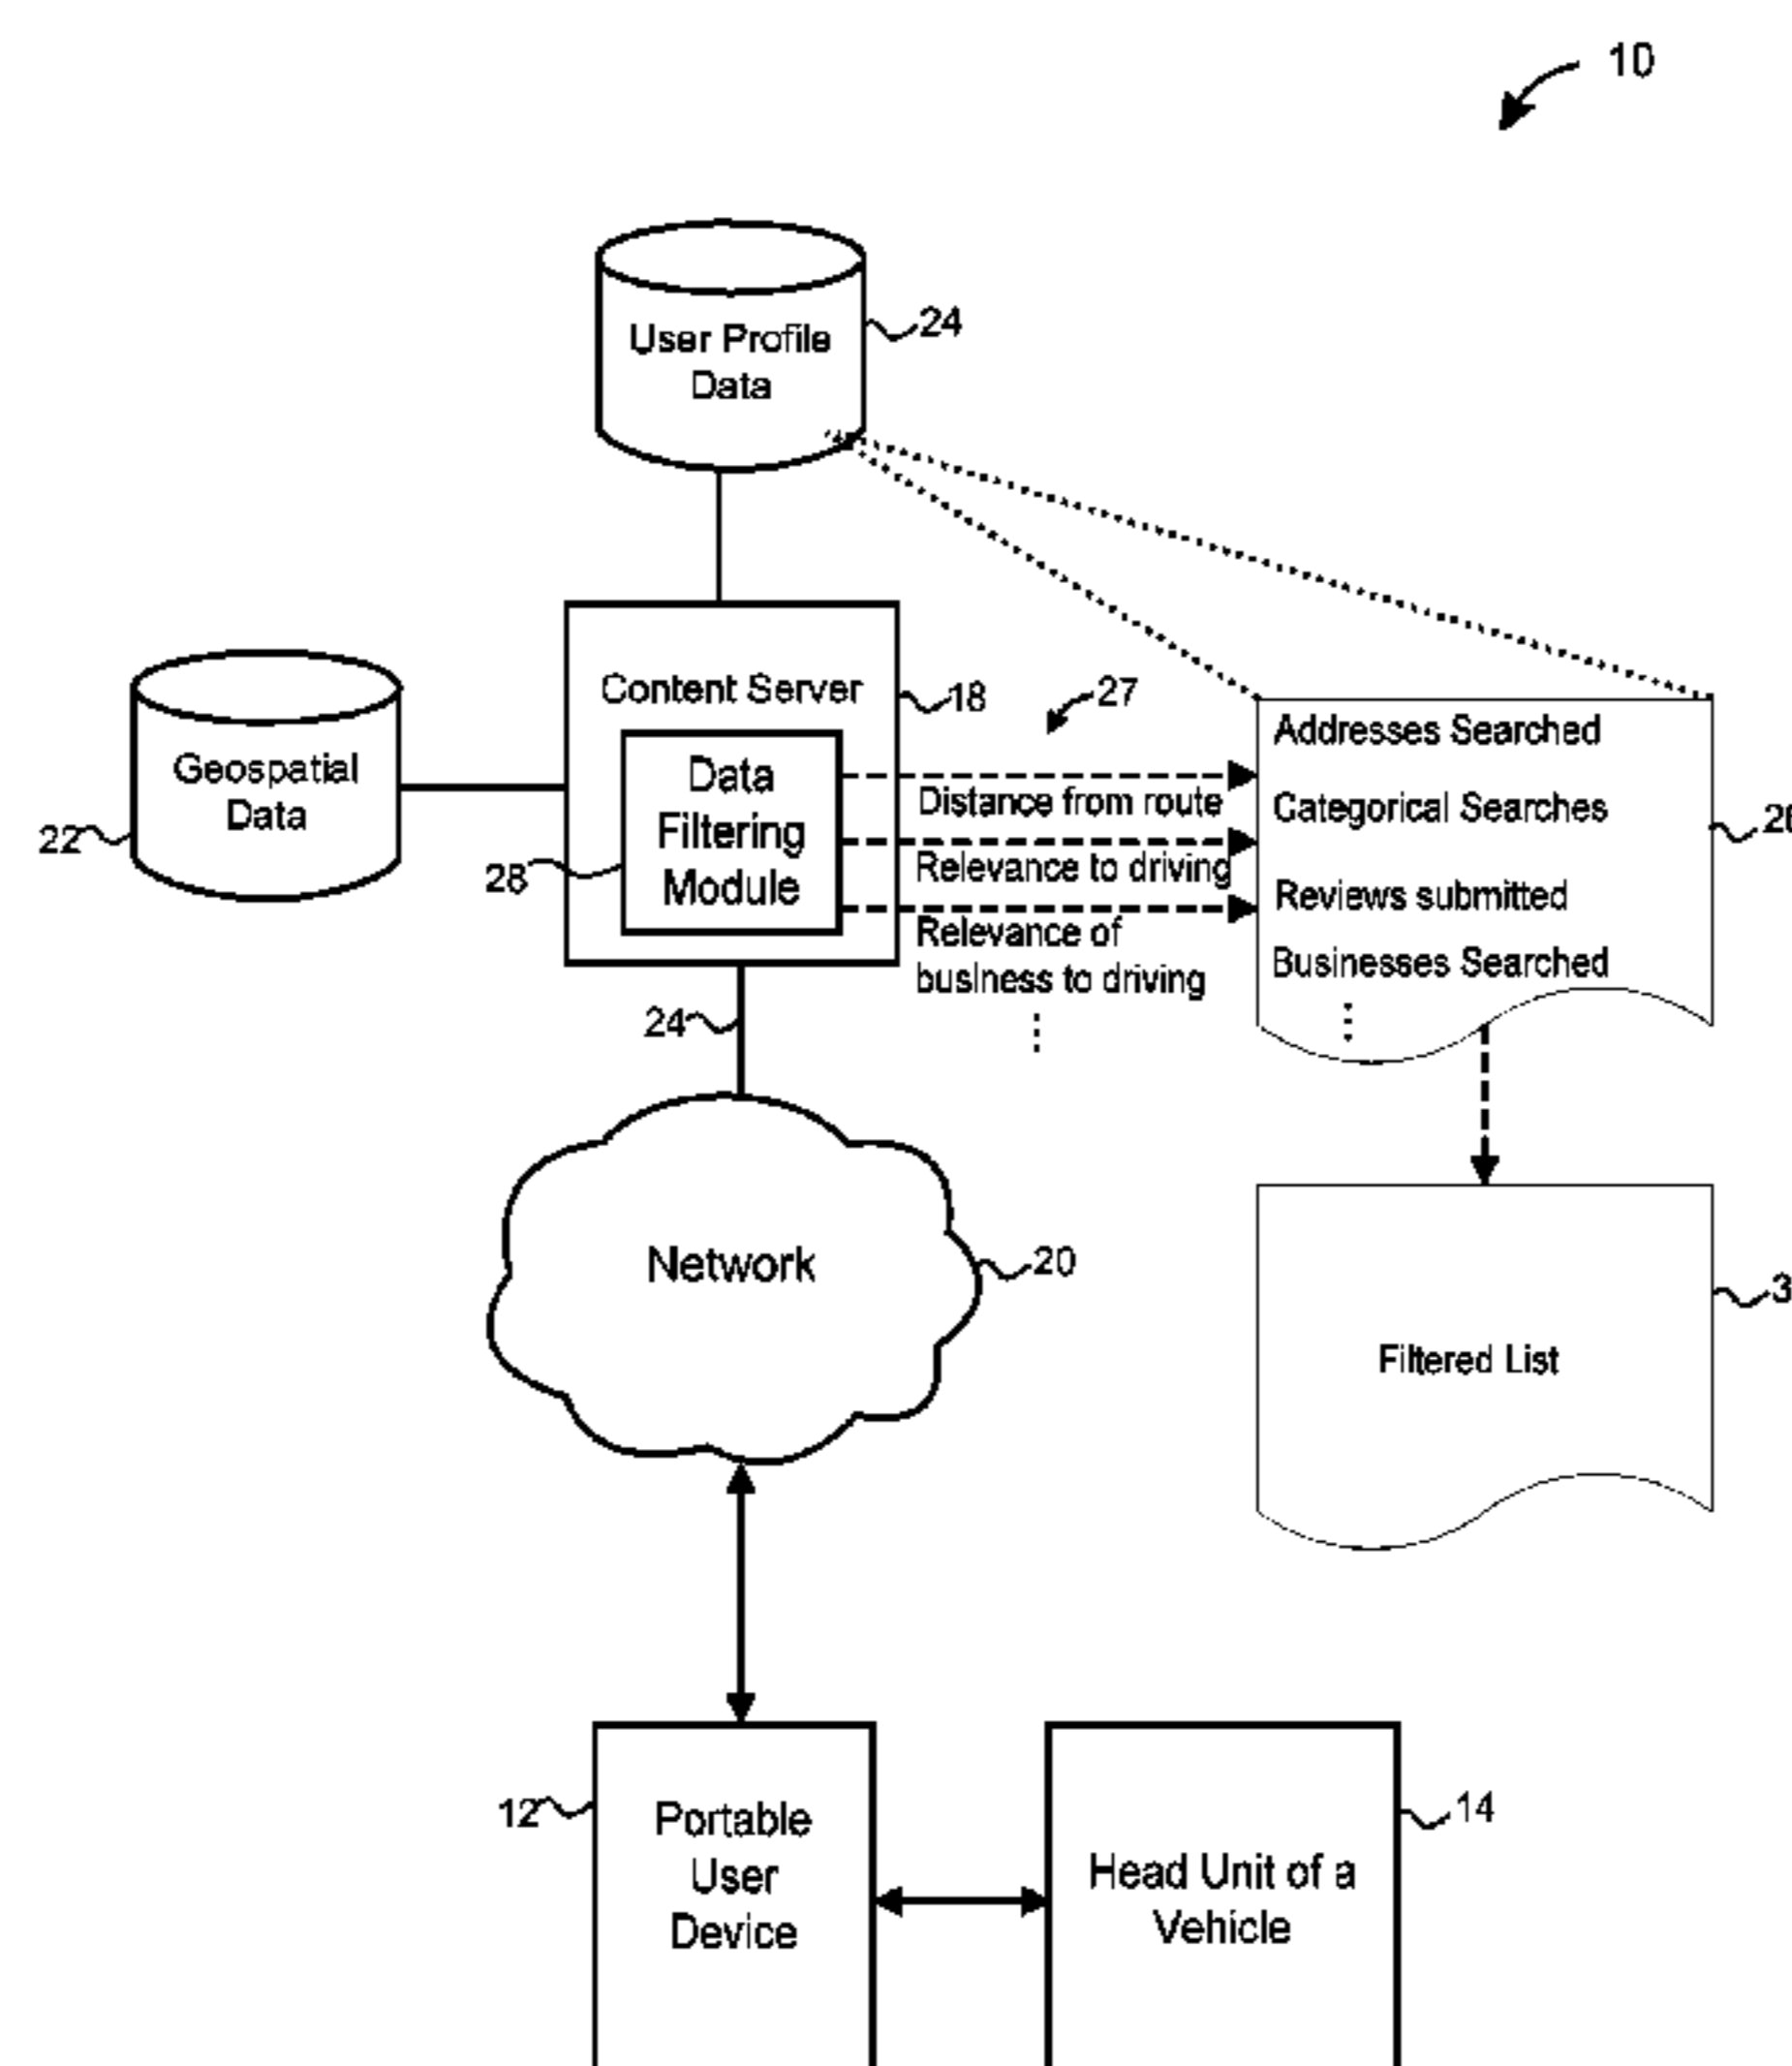 10
User Profile
Data
24
Content Server
18
27
Addresses Searched
Geospatial
Data
22
Data
Filtering
Module
28
Distance from route
Categorical Searches
Relevance to driving
Reviews submitted
Relevance of
business to driving
Businesses Searched
24
Network
20
Filtered List
12
Portable
User
Device
14
Head Unit of a
Vehicle